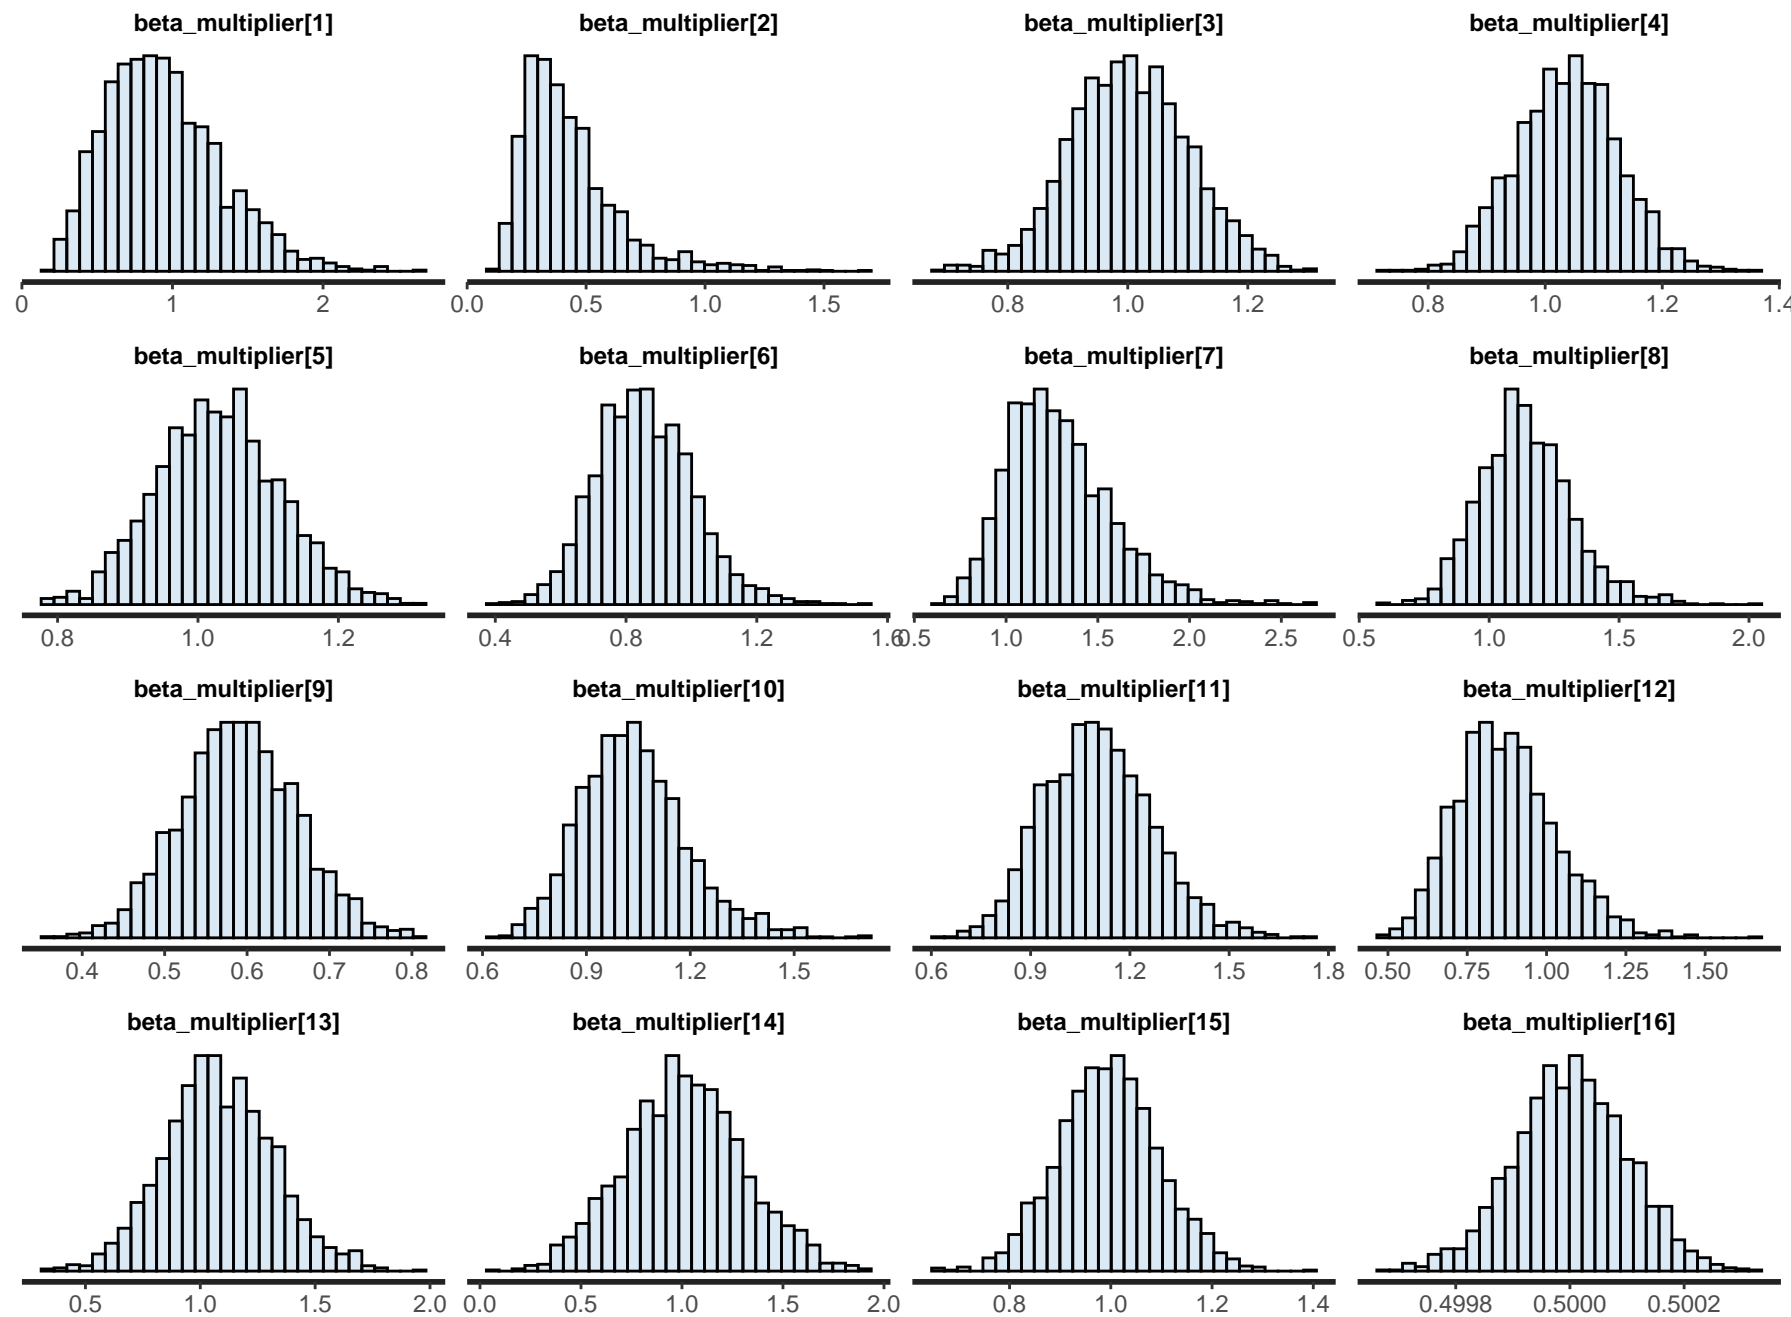 beta_multiplier[1] beta_multiplier[2] beta_multiplier[3] beta_multiplier[4]
0 1 2 0.0 0.5 1.0 1.5 0.8 1.0 1.2 0.8 1.0 1.2 1.4
beta_multiplier[5] beta_multiplier[6] beta_multiplier[7] beta_multiplier[8]
0.8 1.0 1.2 0.4 0.8 1.2 1.6 0.5 1.0 1.5 2.0 2.5 0.5 1.0 1.5 2.0
beta_multiplier[9] beta_multiplier[10] beta_multiplier[11] beta_multiplier[12]
0.4 0.5 0.6 0.7 0.8 0.6 0.9 1.2 1.5 0.6 0.9 1.2 1.5 1.8 0.50 0.75 1.00 1.25 1.50
beta_multiplier[13] beta_multiplier[14] beta_multiplier[15] beta_multiplier[16]
0.5 1.0 1.5 2.0 0.0 0.5 1.0 1.5 2.0 0.8 1.0 1.2 1.4 0.4998 0.5000 0.5002